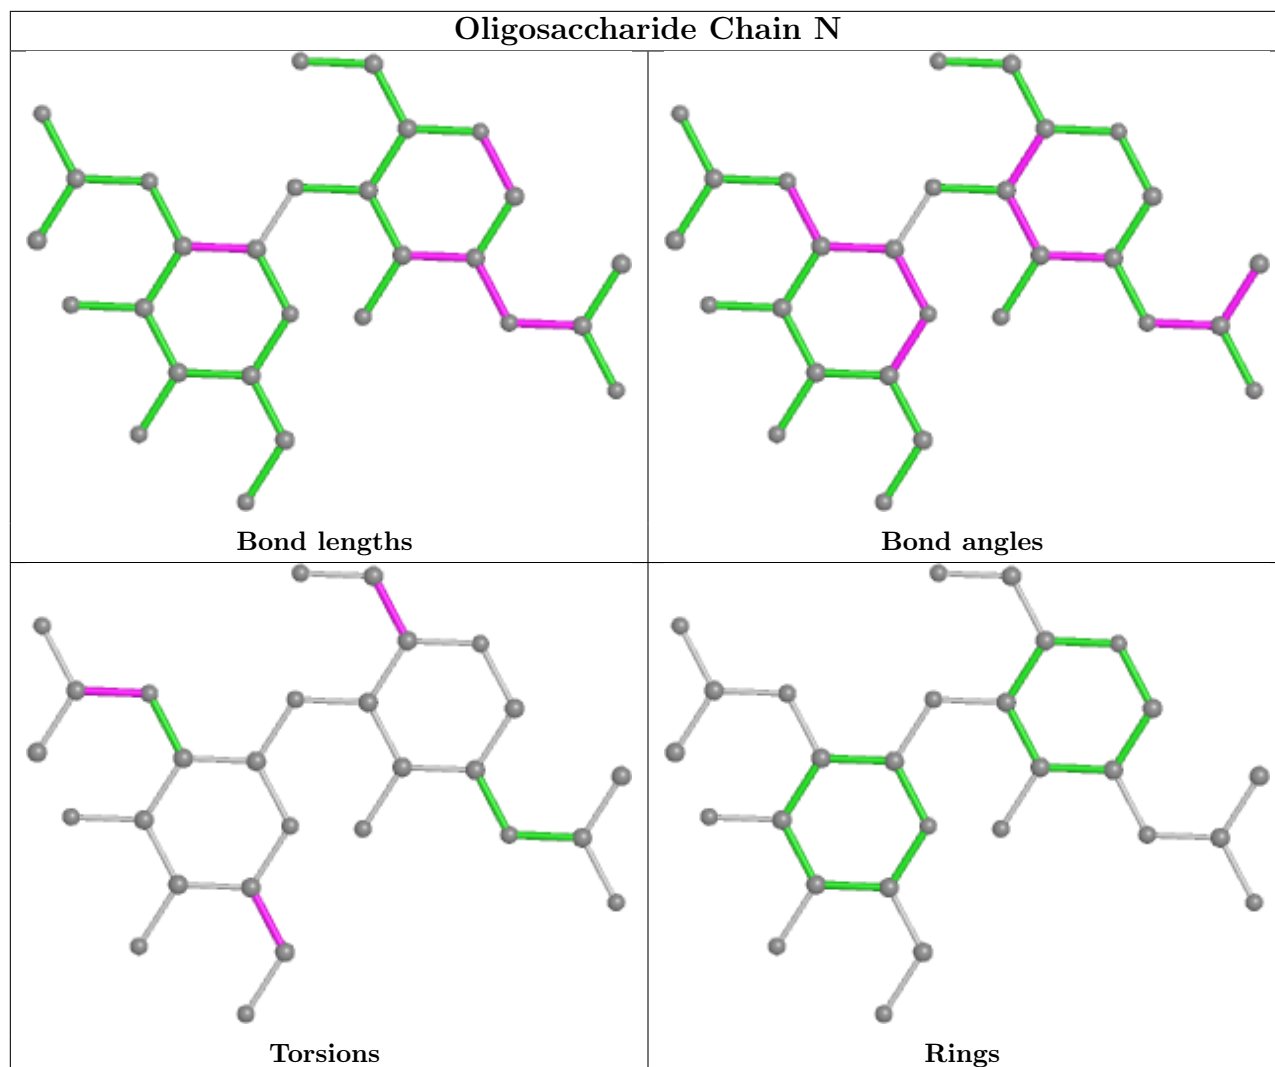 Oligosaccharide Chain N
Bond lengths
Bond angles
Torsions
Rings